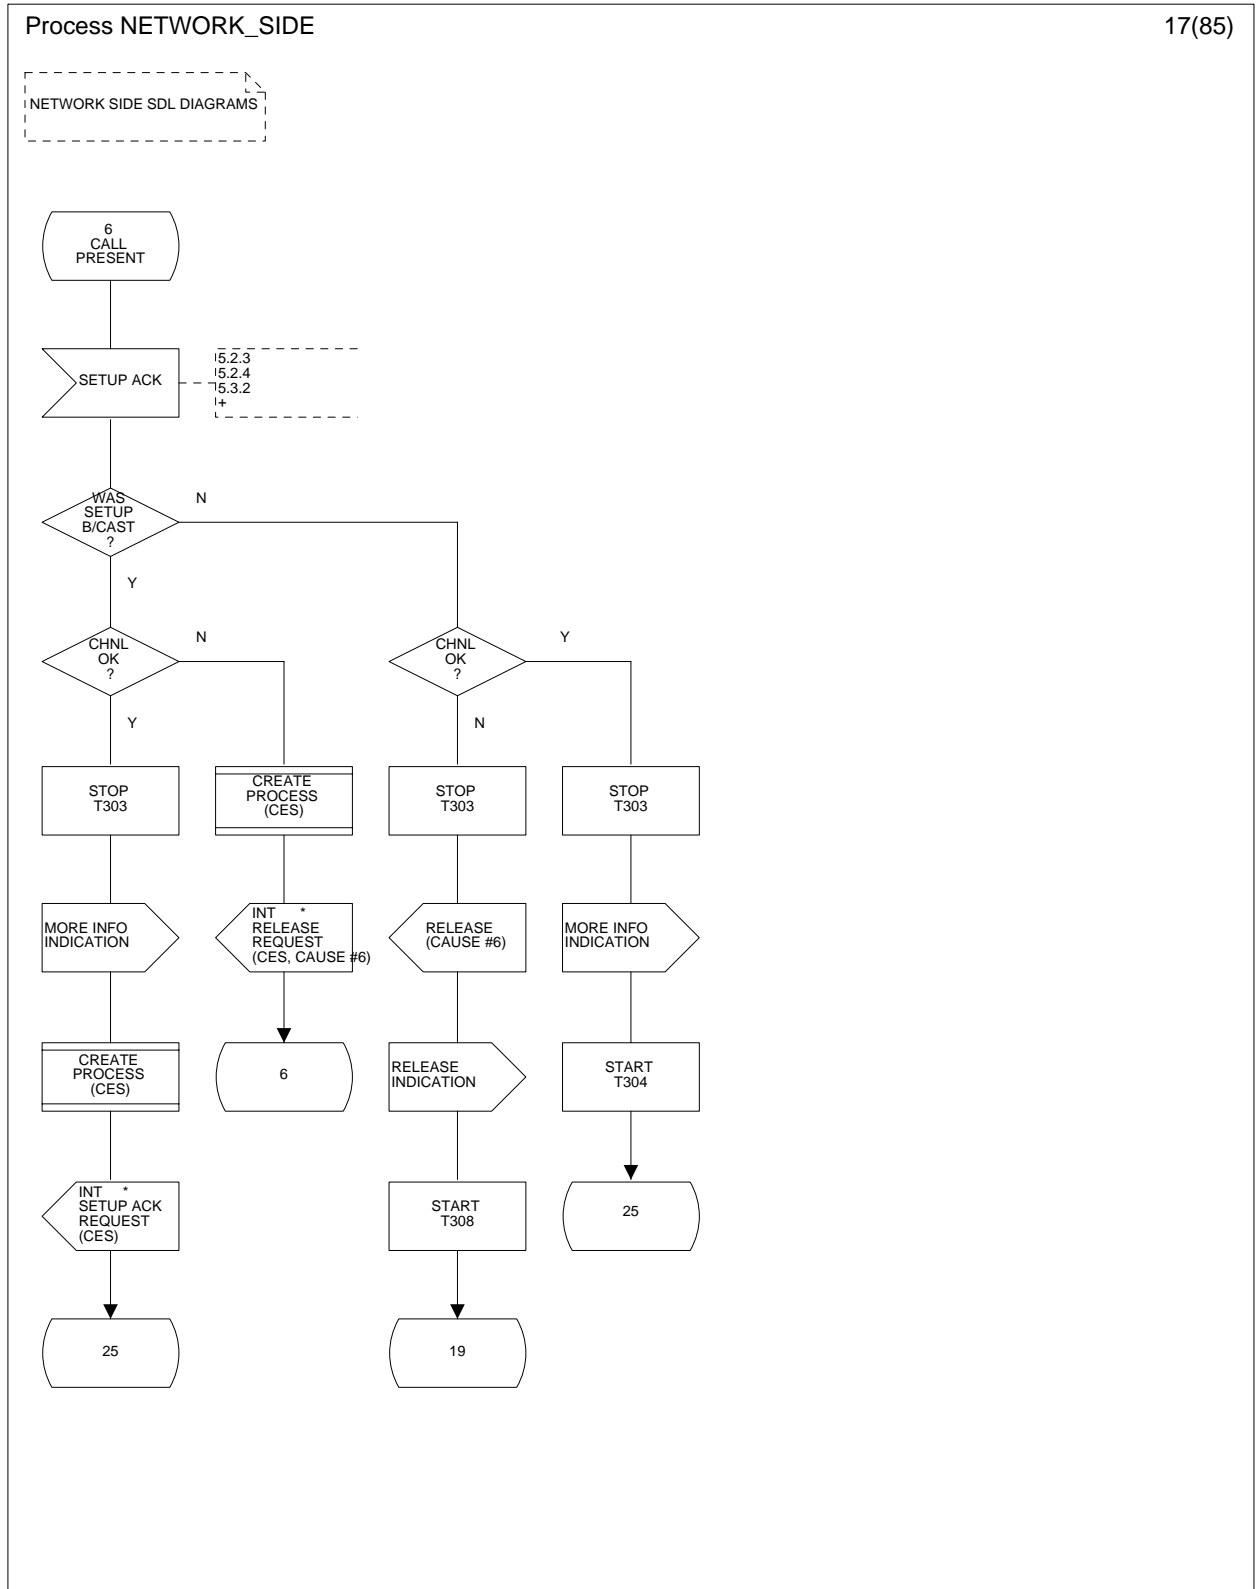 Process NETWORK_SIDE
17(85)
NETWORK SIDE SDL DIAGRAMS
6
CALL
PRESENT
SETUP ACK
5.2.3
5.2.4
5.3.2
+
WAS
SETUP
B/CAST
?
N
Y
CHNL
OK
?
N
CHNL
OK
?
Y
Y
N
STOP
T303
CREATE
PROCESS
(CES)
STOP
T303
STOP
T303
MORE INFO
INDICATION
INT *
RELEASE
REQUEST
(CES, CAUSE #6)
RELEASE
(CAUSE #6)
MORE INFO
INDICATION
CREATE
PROCESS
(CES)
6
RELEASE
INDICATION
START
T304
INT *
SETUP ACK
REQUEST
(CES)
START
T308
25
25
19